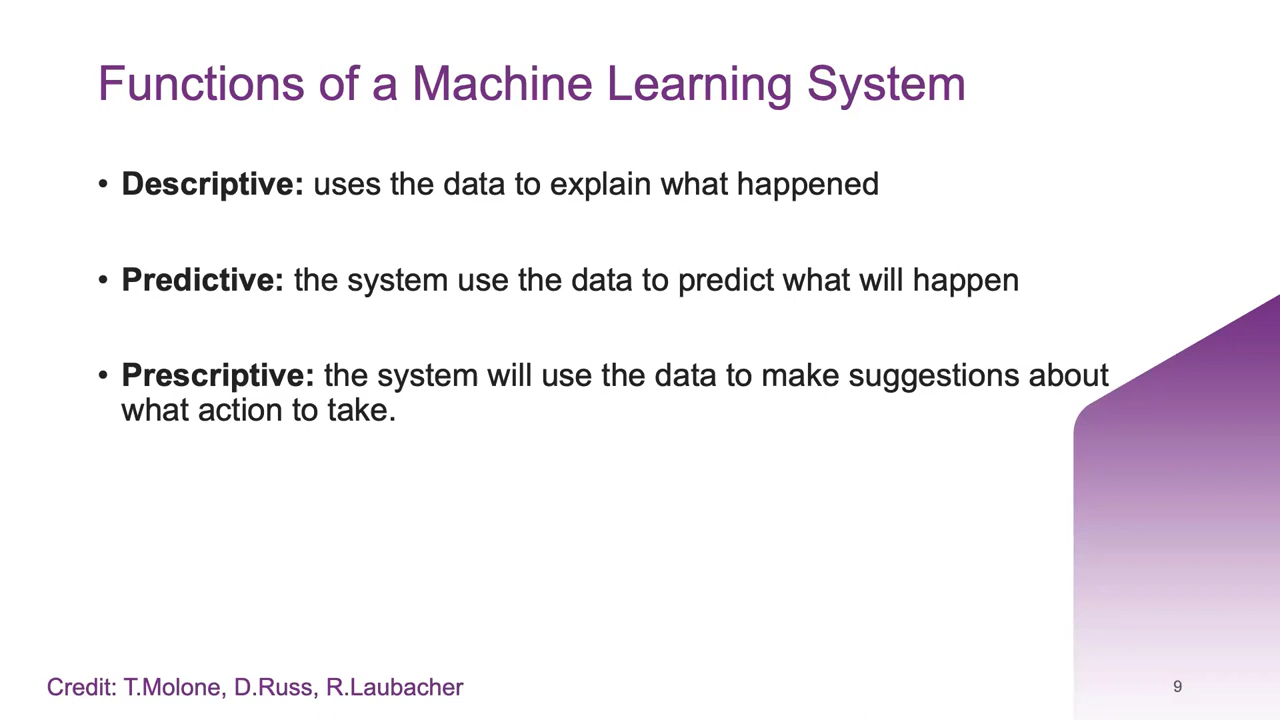 Functions of a Machine Learning System
• Descriptive: uses the data to explain what happened
• Predictive: the system use the data to predict what will happen
• Prescriptive: the system will use the data to make suggestions about
what action to take.
Credit: T.Molone, D.Russ, R.Laubacher
9